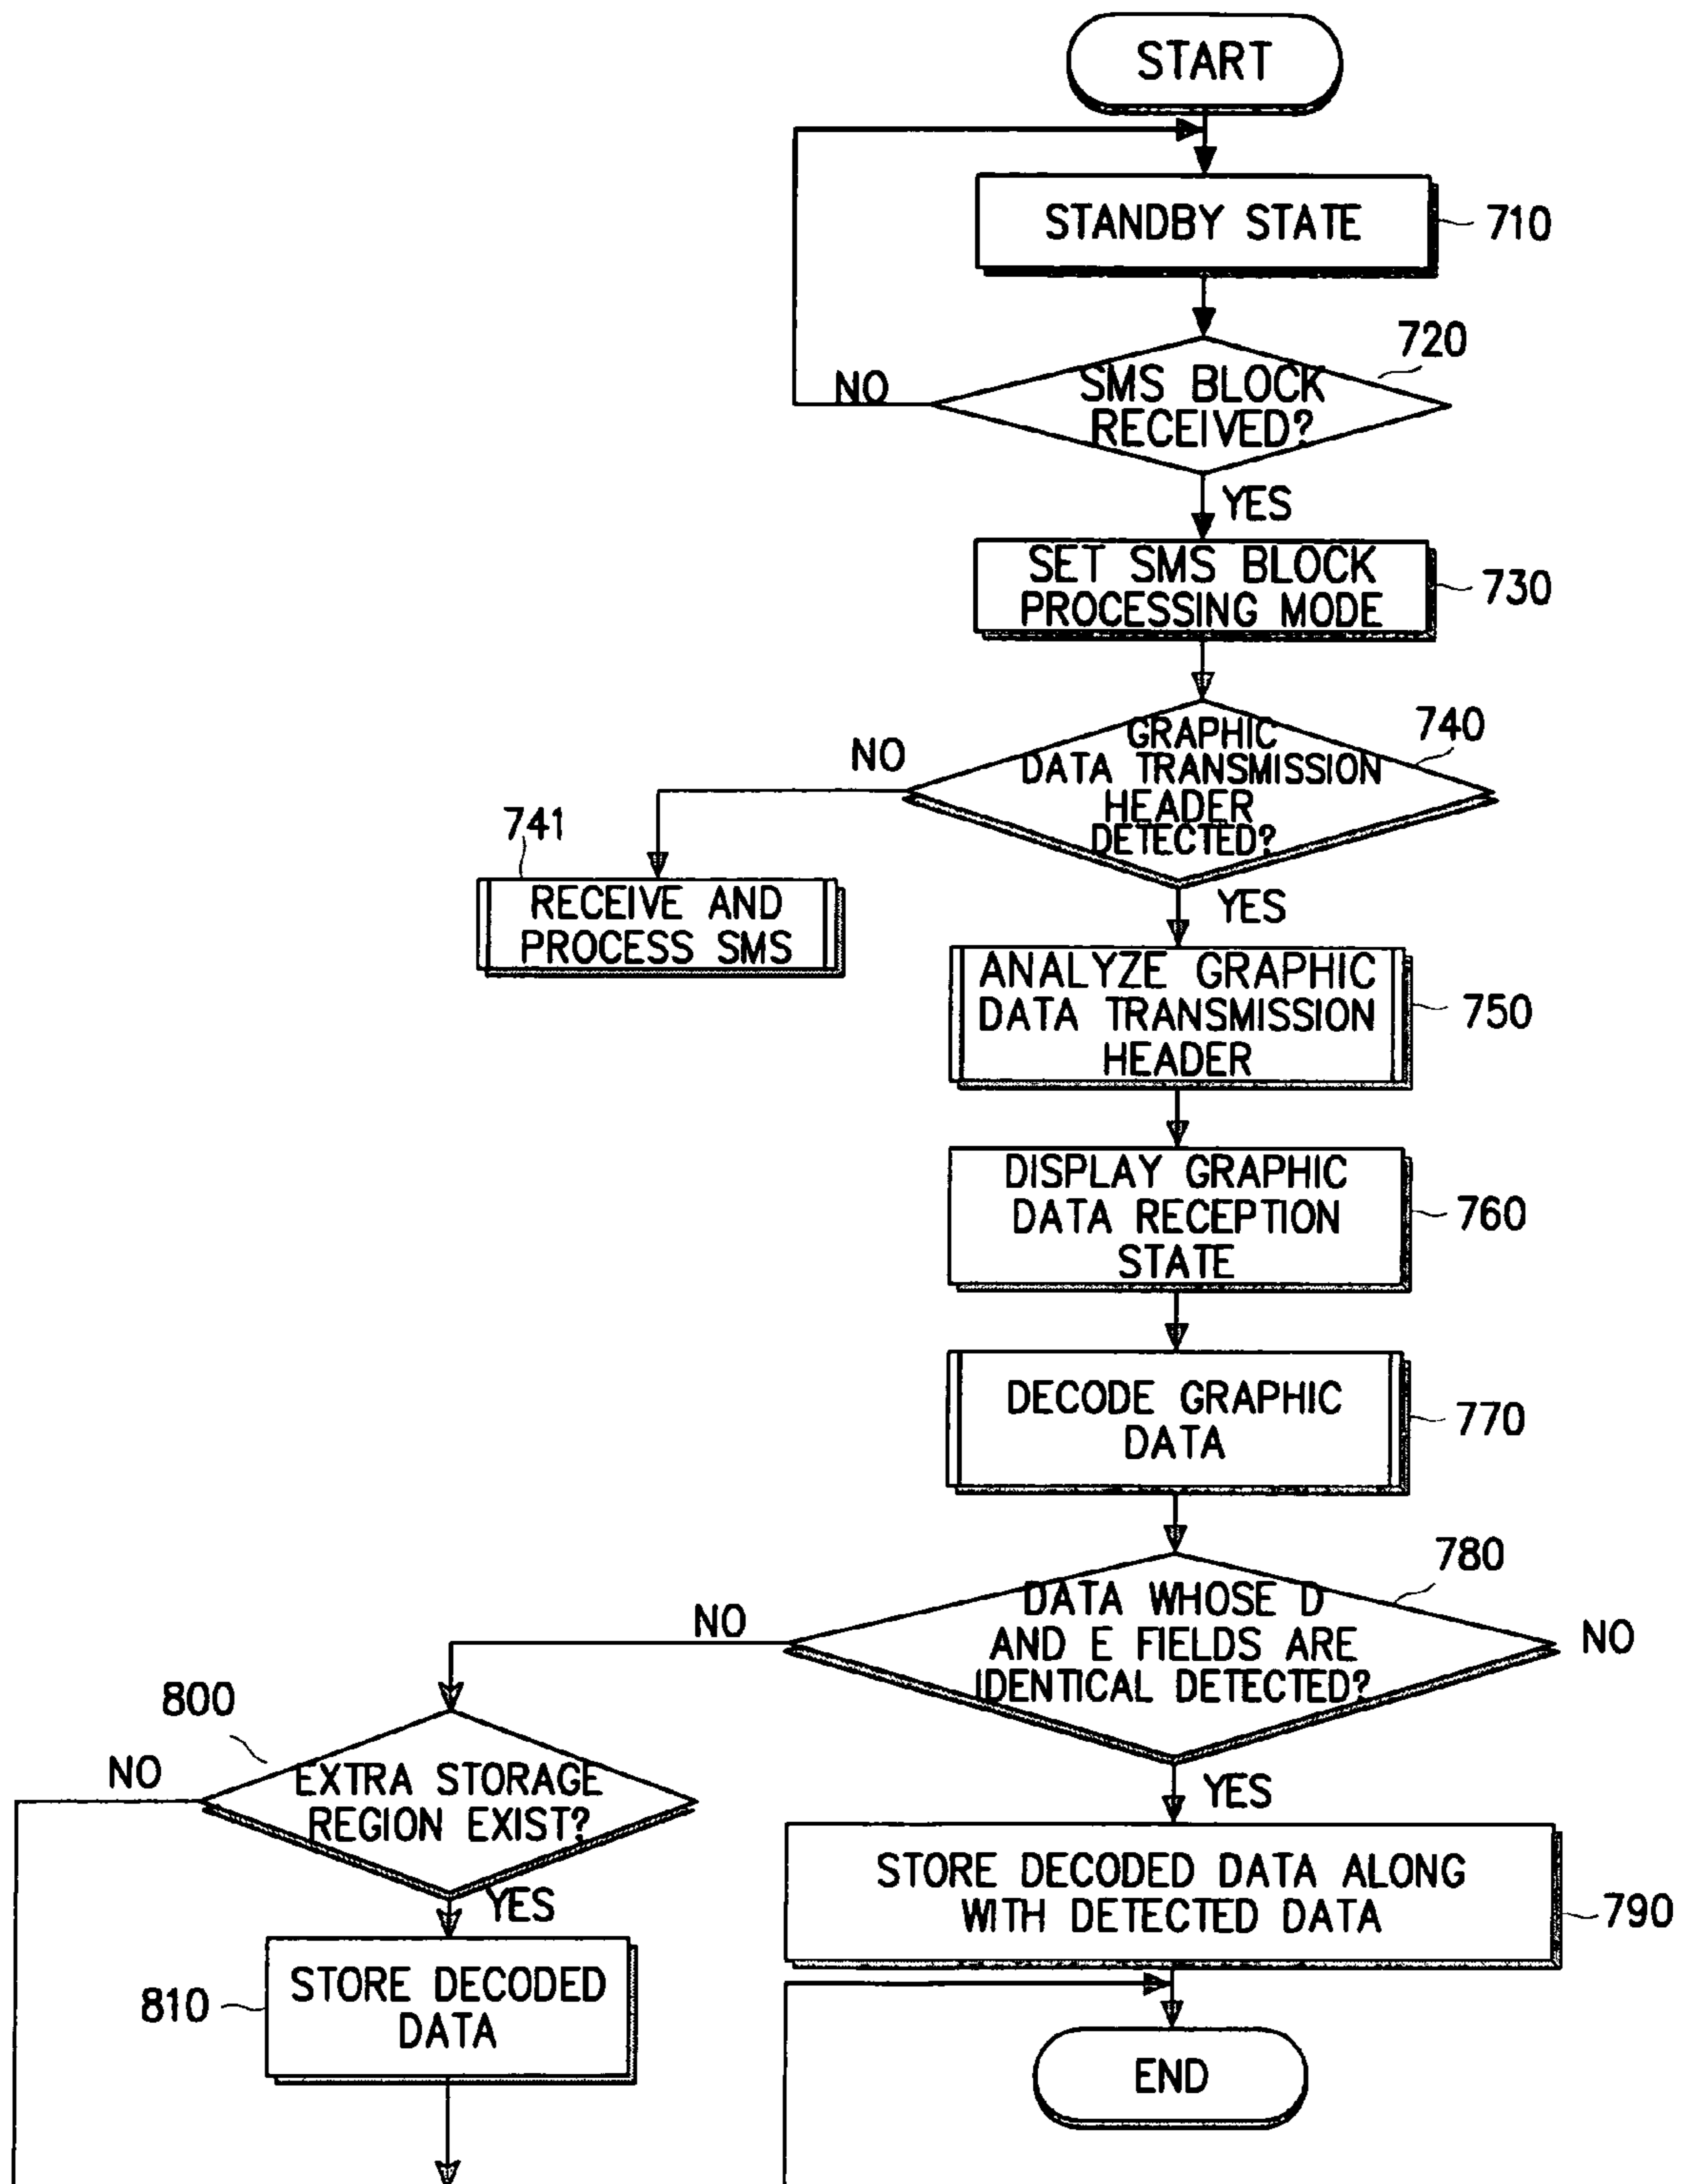 START
STANDBY STATE
710
720
SMS BLOCK
RECEIVED?
NO
YES
SET SMS BLOCK
PROCESSING MODE
730
740
GRAPHIC
DATA TRANSMISSION
HEADER
DETECTED?
NO
741
RECEIVE AND
PROCESS SMS
YES
ANALYZE GRAPHIC
DATA TRANSMISSION
HEADER
750
DISPLAY GRAPHIC
DATA RECEPTION
STATE
760
DECODE GRAPHIC
DATA
770
780
DATA WHOSE D
AND E FIELDS ARE
IDENTICAL DETECTED?
NO
NO
800
EXTRA STORAGE
REGION EXIST?
NO
YES
YES
STORE DECODED DATA ALONG
WITH DETECTED DATA
790
STORE DECODED
DATA
810
END